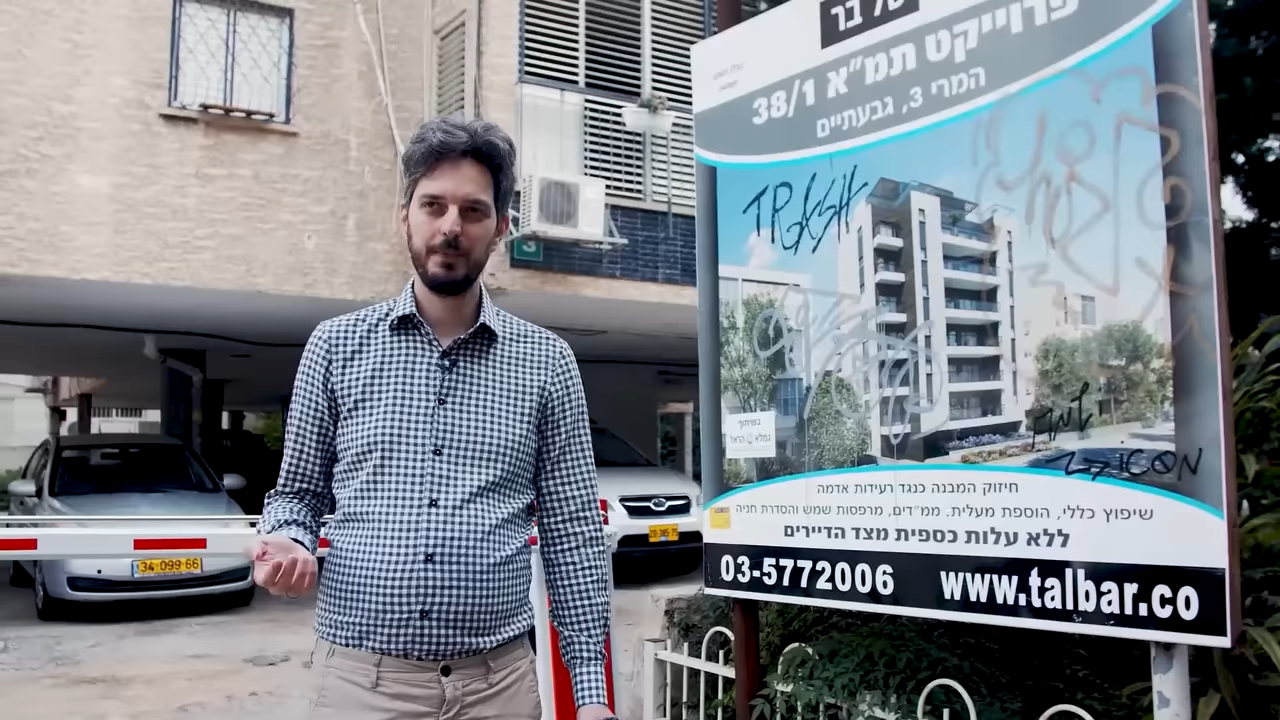 טל בר
פרוייקט תמ״א 38/1
המרי 3, גבעתיים
TRASH
בשיתוף
חיזוק המבנה כנגד רעידות אדמה
שיפוץ כללי, הוספת מעלית, ממ״דים, מרפסות שמש והסדרת חניה
ללא עלות כספית מצד הדיירים
03-5772006 www.talbar.co
3
34-099-66